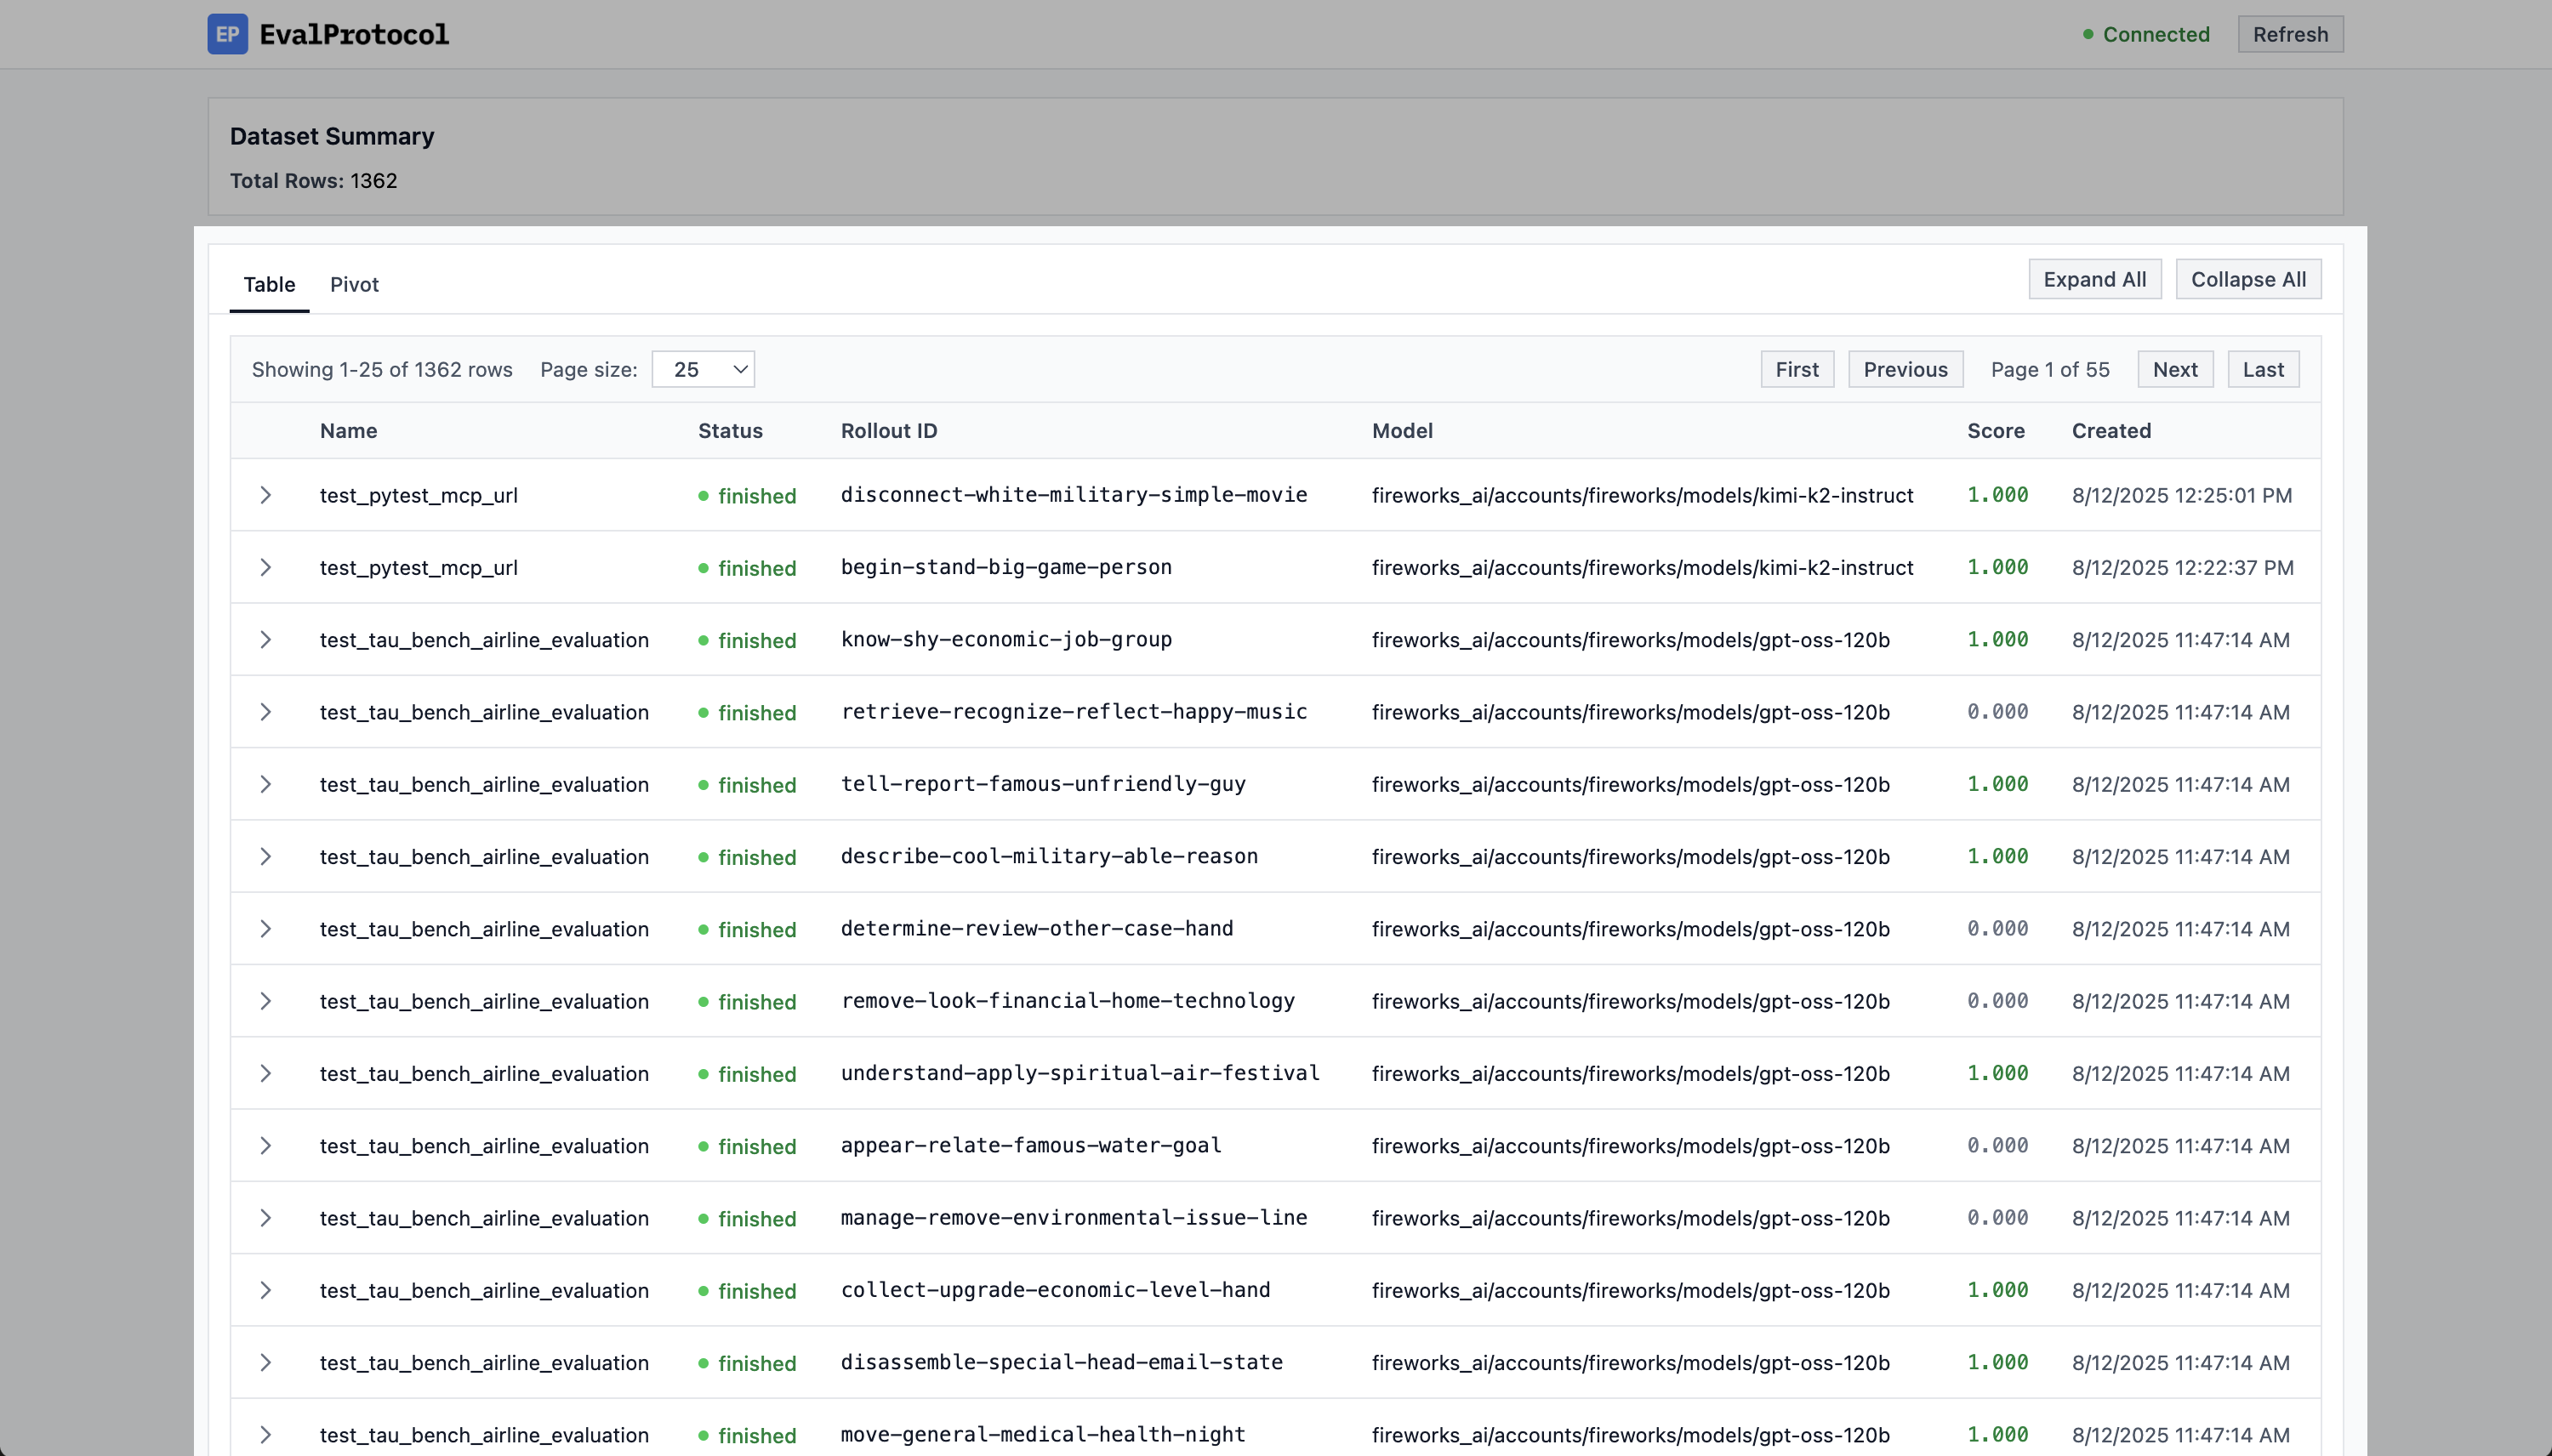 EP EvalProtocol Connected Refresh
Dataset Summary
Total Rows: 1362
Table Pivot Expand All Collapse All
Showing 1-25 of 1362 rows Page size: 25 First Previous Page 1 of 55 Next Last
Name Status Rollout ID Model Score Created
test_pytest_mcp_url finished disconnect-white-military-simple-movie fireworks_ai/accounts/fireworks/models/kimi-k2-instruct 1.000 8/12/2025 12:25:01 PM
test_pytest_mcp_url finished begin-stand-big-game-person fireworks_ai/accounts/fireworks/models/kimi-k2-instruct 1.000 8/12/2025 12:22:37 PM
test_tau_bench_airline_evaluation finished know-shy-economic-job-group fireworks_ai/accounts/fireworks/models/gpt-oss-120b 1.000 8/12/2025 11:47:14 AM
test_tau_bench_airline_evaluation finished retrieve-recognize-reflect-happy-music fireworks_ai/accounts/fireworks/models/gpt-oss-120b 0.000 8/12/2025 11:47:14 AM
test_tau_bench_airline_evaluation finished tell-report-famous-unfriendly-guy fireworks_ai/accounts/fireworks/models/gpt-oss-120b 1.000 8/12/2025 11:47:14 AM
test_tau_bench_airline_evaluation finished describe-cool-military-able-reason fireworks_ai/accounts/fireworks/models/gpt-oss-120b 1.000 8/12/2025 11:47:14 AM
test_tau_bench_airline_evaluation finished determine-review-other-case-hand fireworks_ai/accounts/fireworks/models/gpt-oss-120b 0.000 8/12/2025 11:47:14 AM
test_tau_bench_airline_evaluation finished remove-look-financial-home-technology fireworks_ai/accounts/fireworks/models/gpt-oss-120b 0.000 8/12/2025 11:47:14 AM
test_tau_bench_airline_evaluation finished understand-apply-spiritual-air-festival fireworks_ai/accounts/fireworks/models/gpt-oss-120b 1.000 8/12/2025 11:47:14 AM
test_tau_bench_airline_evaluation finished appear-relate-famous-water-goal fireworks_ai/accounts/fireworks/models/gpt-oss-120b 0.000 8/12/2025 11:47:14 AM
test_tau_bench_airline_evaluation finished manage-remove-environmental-issue-line fireworks_ai/accounts/fireworks/models/gpt-oss-120b 0.000 8/12/2025 11:47:14 AM
test_tau_bench_airline_evaluation finished collect-upgrade-economic-level-hand fireworks_ai/accounts/fireworks/models/gpt-oss-120b 1.000 8/12/2025 11:47:14 AM
test_tau_bench_airline_evaluation finished disassemble-special-head-email-state fireworks_ai/accounts/fireworks/models/gpt-oss-120b 1.000 8/12/2025 11:47:14 AM
test_tau_bench_airline_evaluation finished move-general-medical-health-night fireworks_ai/accounts/fireworks/models/gpt-oss-120b 1.000 8/12/2025 11:47:14 AM